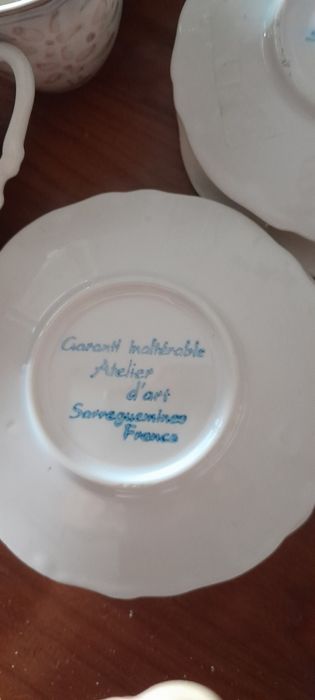 Garanti Inaltérable
Atelier
d'art
Sarreguemines
France